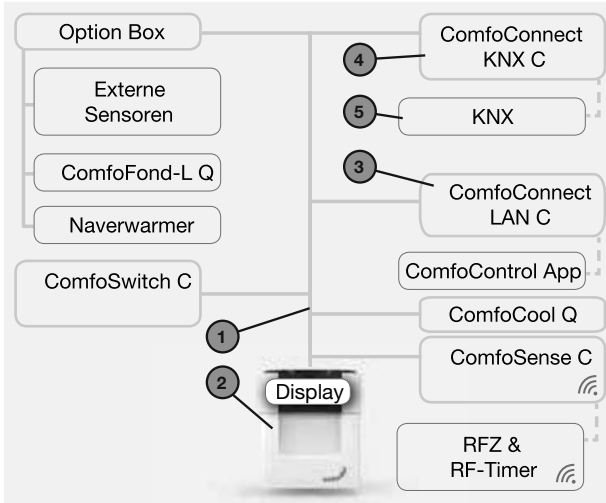 Option Box
Externe
Sensoren
ComfoFond-L Q
Naverwarmer
ComfoSwitch C
4
ComfoConnect
KNX C
5
KNX
3
ComfoConnect
LAN C
ComfoControl App
ComfoCool Q
ComfoSense C
1
2
Display
RFZ &
RF-Timer